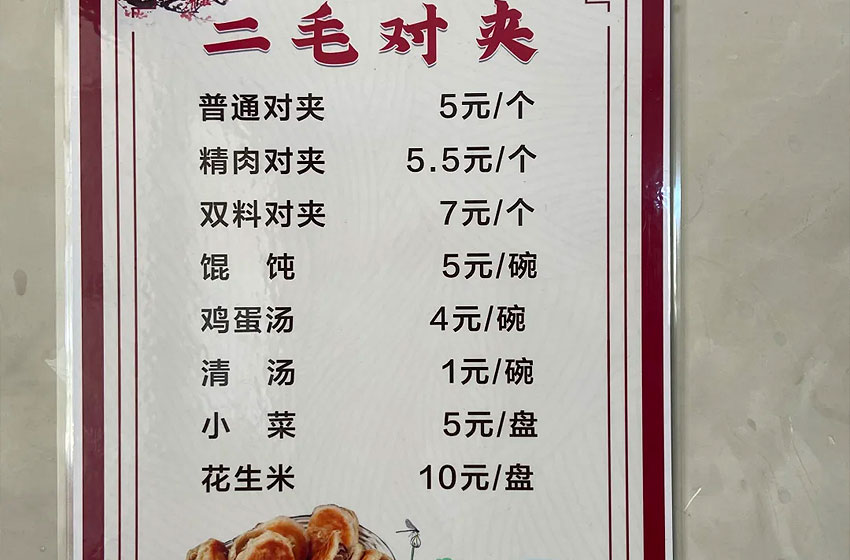 二毛对夹
普通对夹 5元/个
精肉对夹 5.5元/个
双料对夹 7元/个
馄 饨 5元/碗
鸡蛋汤 4元/碗
清 汤 1元/碗
小 菜 5元/盘
花生米 10元/盘